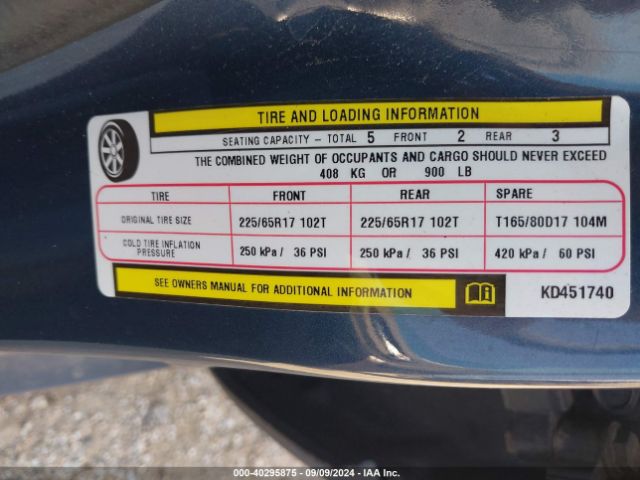 TIRE AND LOADING INFORMATION
SEATING CAPACITY - TOTAL 5 FRONT 2 REAR 3
THE COMBINED WEIGHT OF OCCUPANTS AND CARGO SHOULD NEVER EXCEED
408 KG OR 900 LB
TIRE FRONT REAR SPARE
ORIGINAL TIRE SIZE 225/65R17 102T 225/65R17 102T T165/80D17 104M
COLD TIRE INFLATION PRESSURE 250 kPa / 36 PSI 250 kPa / 36 PSI 420 kPa / 60 PSI
SEE OWNERS MANUAL FOR ADDITIONAL INFORMATION KD451740
000-40295875 - 09/09/2024 - IAA Inc.